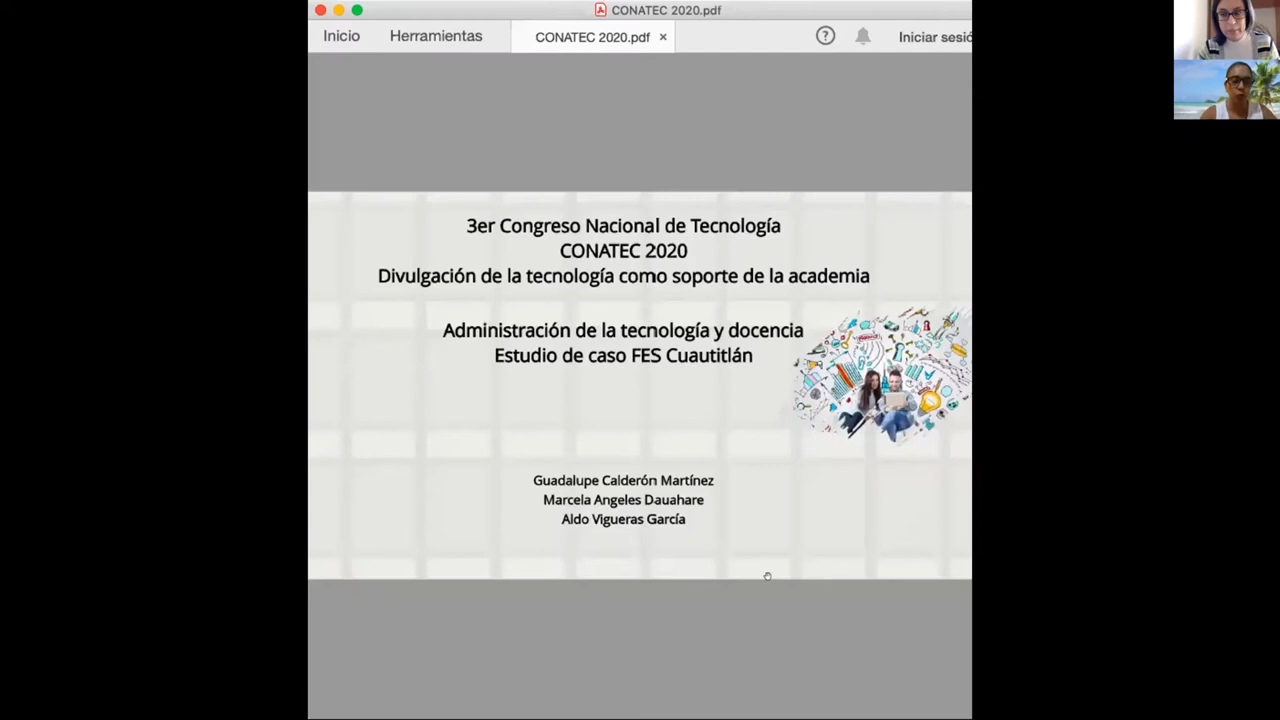 CONATEC 2020.pdf
Inicio
Herramientas
CONATEC 2020.pdf
Iniciar sesió
3er Congreso Nacional de Tecnología
CONATEC 2020
Divulgación de la tecnología como soporte de la academia
Administración de la tecnología y docencia
Estudio de caso FES Cuautitlán
Guadalupe Calderón Martínez
Marcela Angeles Dauahare
Aldo Vigueras García